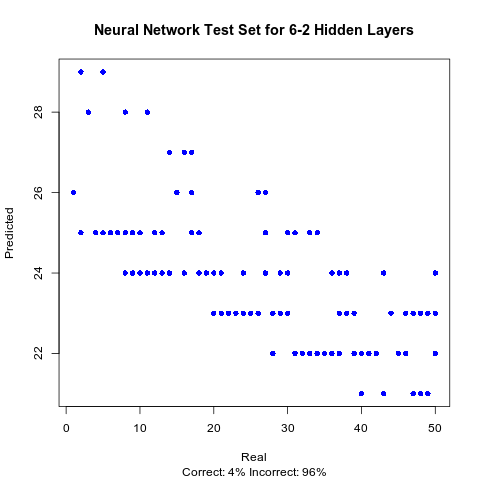 Neural Network Test Set for 6-2 Hidden Layers
28
26
24
22
Predicted
0 10 20 30 40 50
Real
Correct: 4% Incorrect: 96%